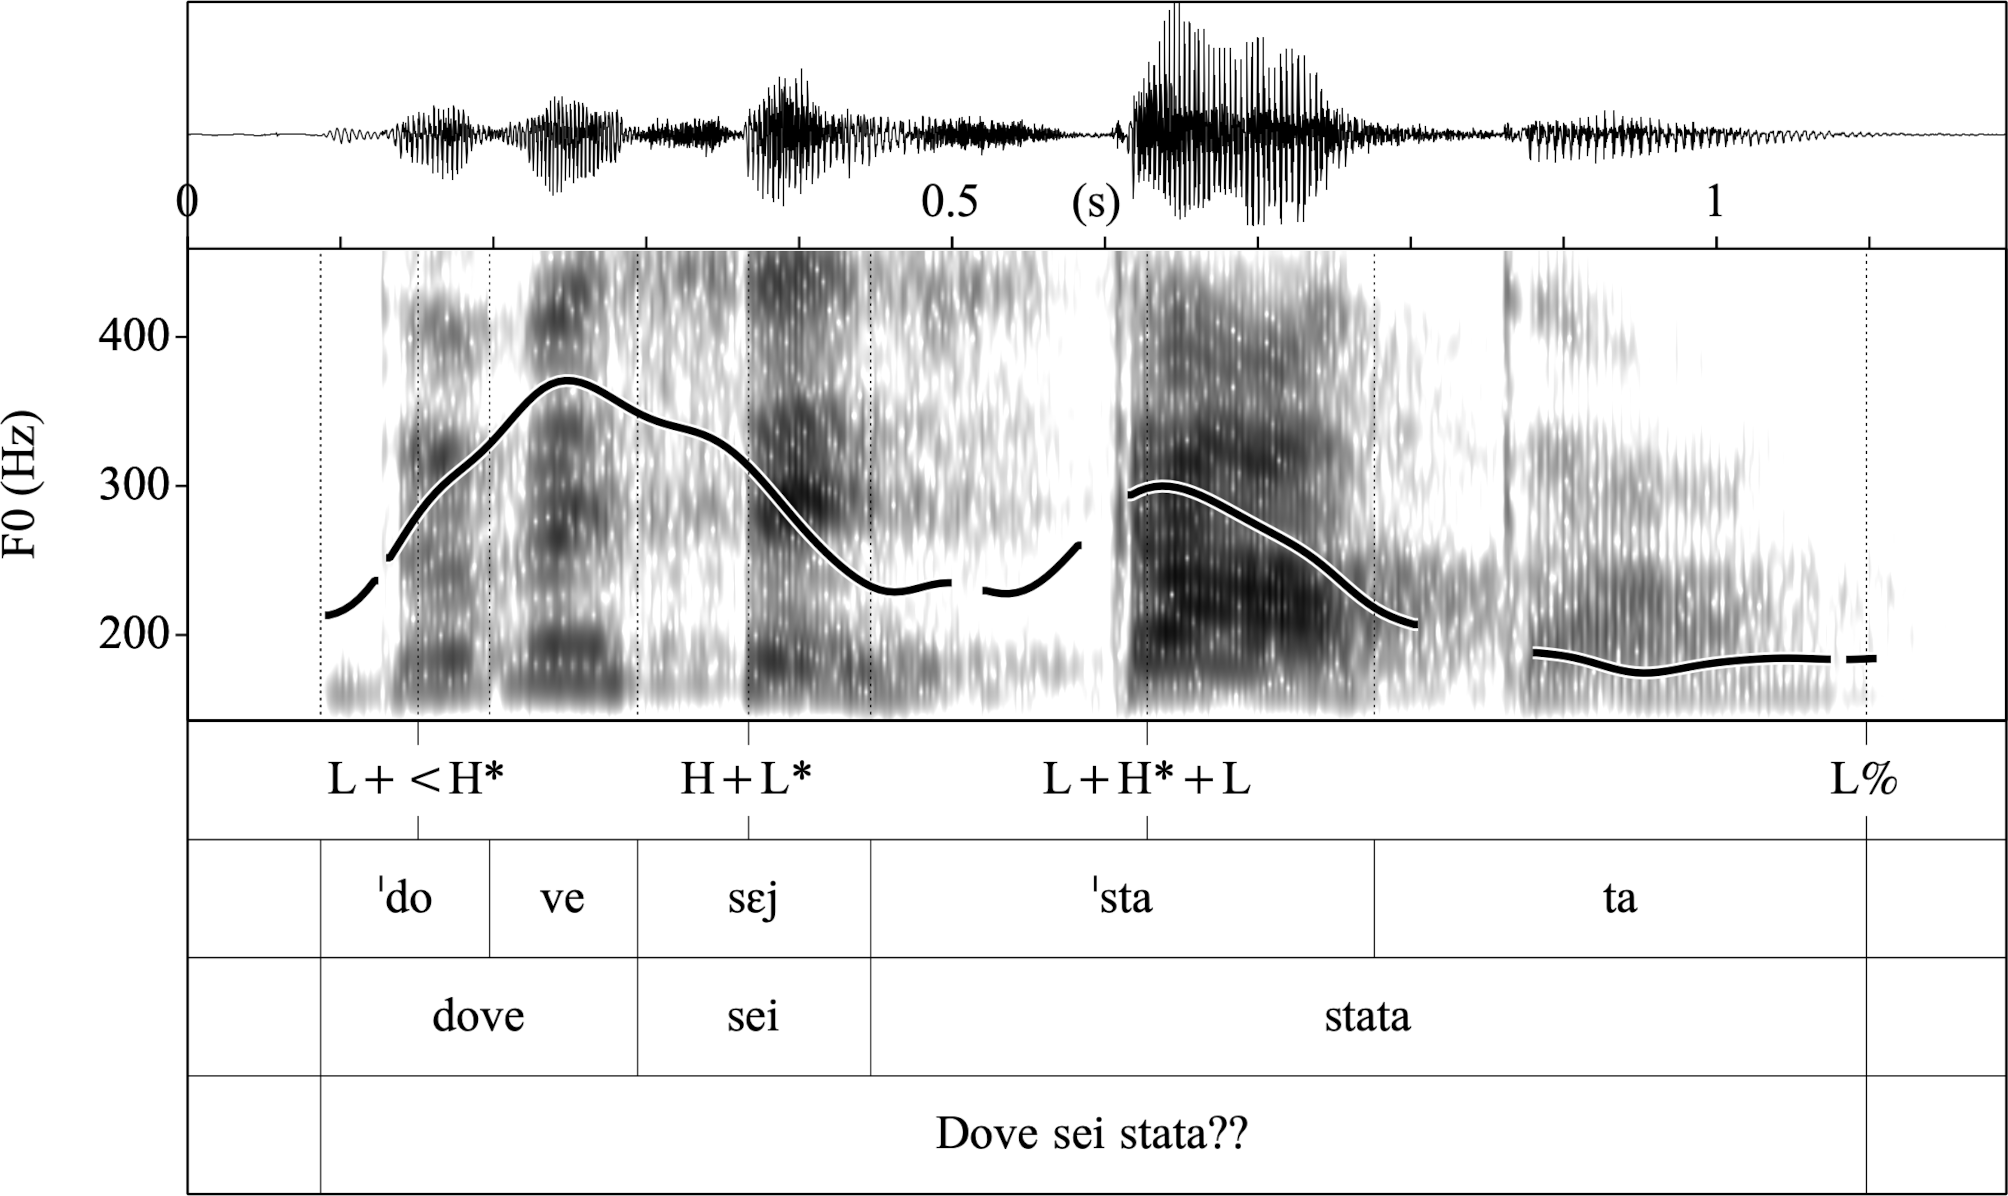 0 0.5 (s) 1
400
300
200
F0 (Hz)
L+<H* H+L* L+H*+L L%
ˈdo ve sɛj ˈsta ta
dove sei stata
Dove sei stata??